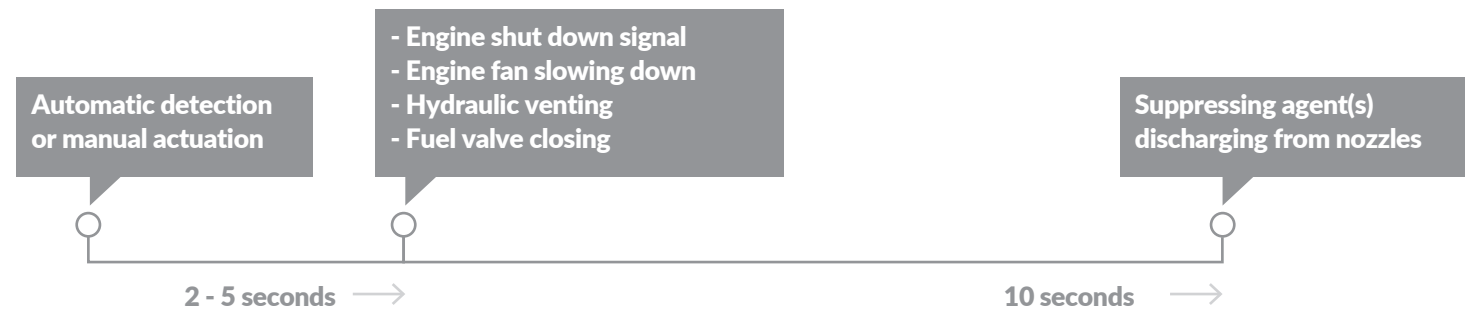 Automatic detection
or manual actuation
- Engine shut down signal
- Engine fan slowing down
- Hydraulic venting
- Fuel valve closing
Suppressing agent(s)
discharging from nozzles
2 - 5 seconds
10 seconds